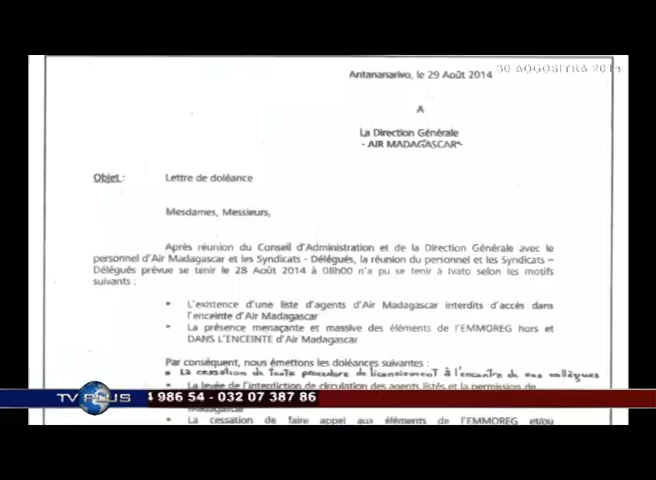 Antananarivo, le 29 Août 2014
30 AOGOSITRA 2014
A
La Direction Générale
- AIR MADAGASCAR-
Objet : Lettre de doléance
Mesdames, Messieurs,
Après réunion du Conseil d'Administration et de la Direction Générale avec le
personnel d'Air Madagascar et les Syndicats - Délégués, la réunion du personnel et les Syndicats –
Délégués prévue se tenir le 28 Août 2014 à 08h00 n'a pu se tenir à Ivato selon les motifs
suivants :
• L'existence d'une liste d'agents d'Air Madagascar interdits d'accès dans
l'enceinte d'Air Madagascar
• La présence menaçante et massive des éléments de l'EMMOREG hors et
DANS L'ENCEINTE d'Air Madagascar
Par conséquent, nous émettons les doléances suivantes :
• La cessation de toute procédure de licenciement à l'encontre de nos collègues
• La levée de l'interdiction de circulation des agents listés et la permission de
TV PLUS
4 986 54 - 032 07 387 86
Madagascar
• La cessation de faire appel aux éléments de l'EMMOREG et/ou